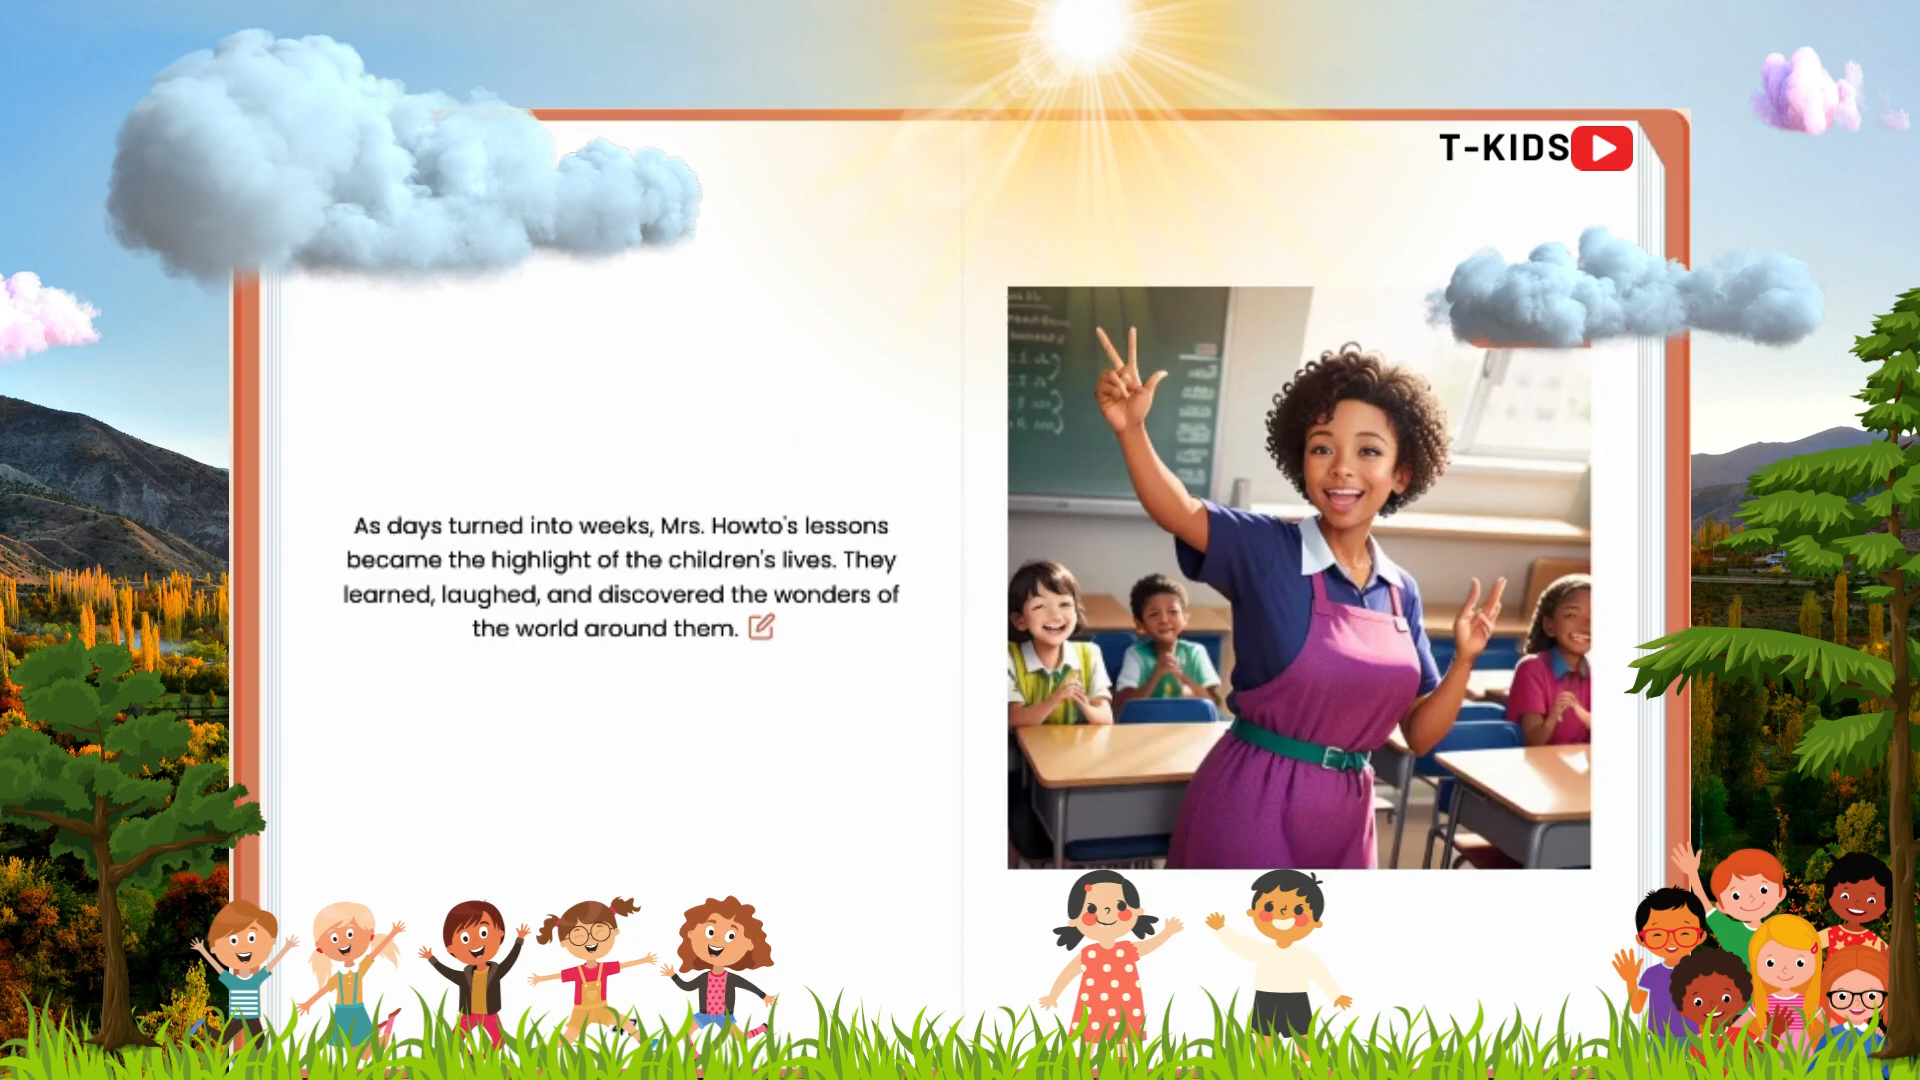 T-KIDS
As days turned into weeks, Mrs. Howto's lessons
became the highlight of the children's lives. They
learned, laughed, and discovered the wonders of
the world around them.